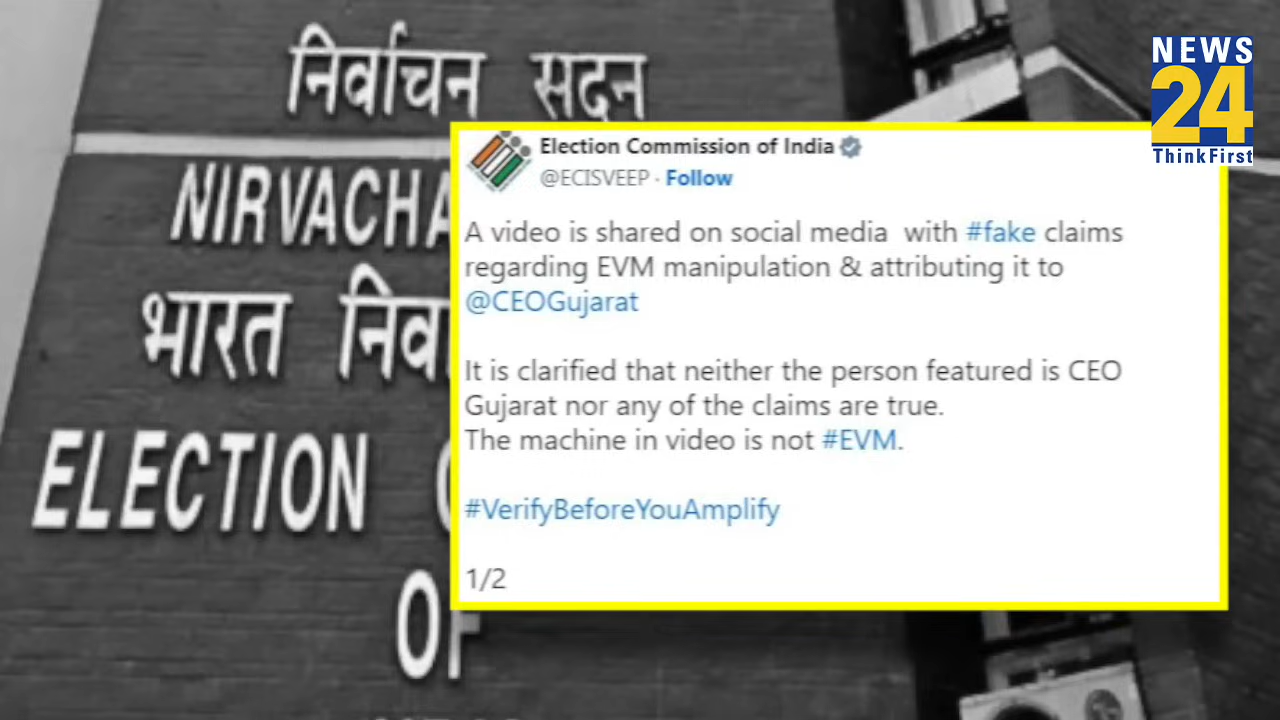 निर्वाचन सदन
NIRVACHA
भारत निर्वा
ELECTION
OF
NEWS
24
ThinkFirst
Election Commission of India
@ECISVEEP · Follow
A video is shared on social media with #fake claims
regarding EVM manipulation & attributing it to
@CEOGujarat
It is clarified that neither the person featured is CEO
Gujarat nor any of the claims are true.
The machine in video is not #EVM.
#VerifyBeforeYouAmplify
1/2